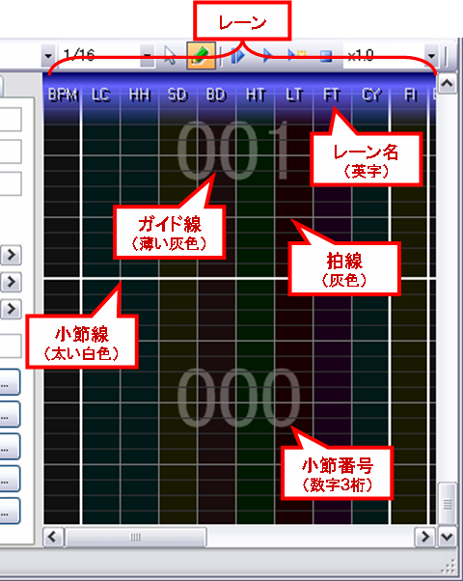 レーン
1/16
x1.0
BPM LC HH SD BD HT LT FT CY FI
001
レーン名
(英字)
ガイド線
(薄い灰色)
拍線
(灰色)
小節線
(太い白色)
000
小節番号
(数字3桁)
...
...
...
...
...